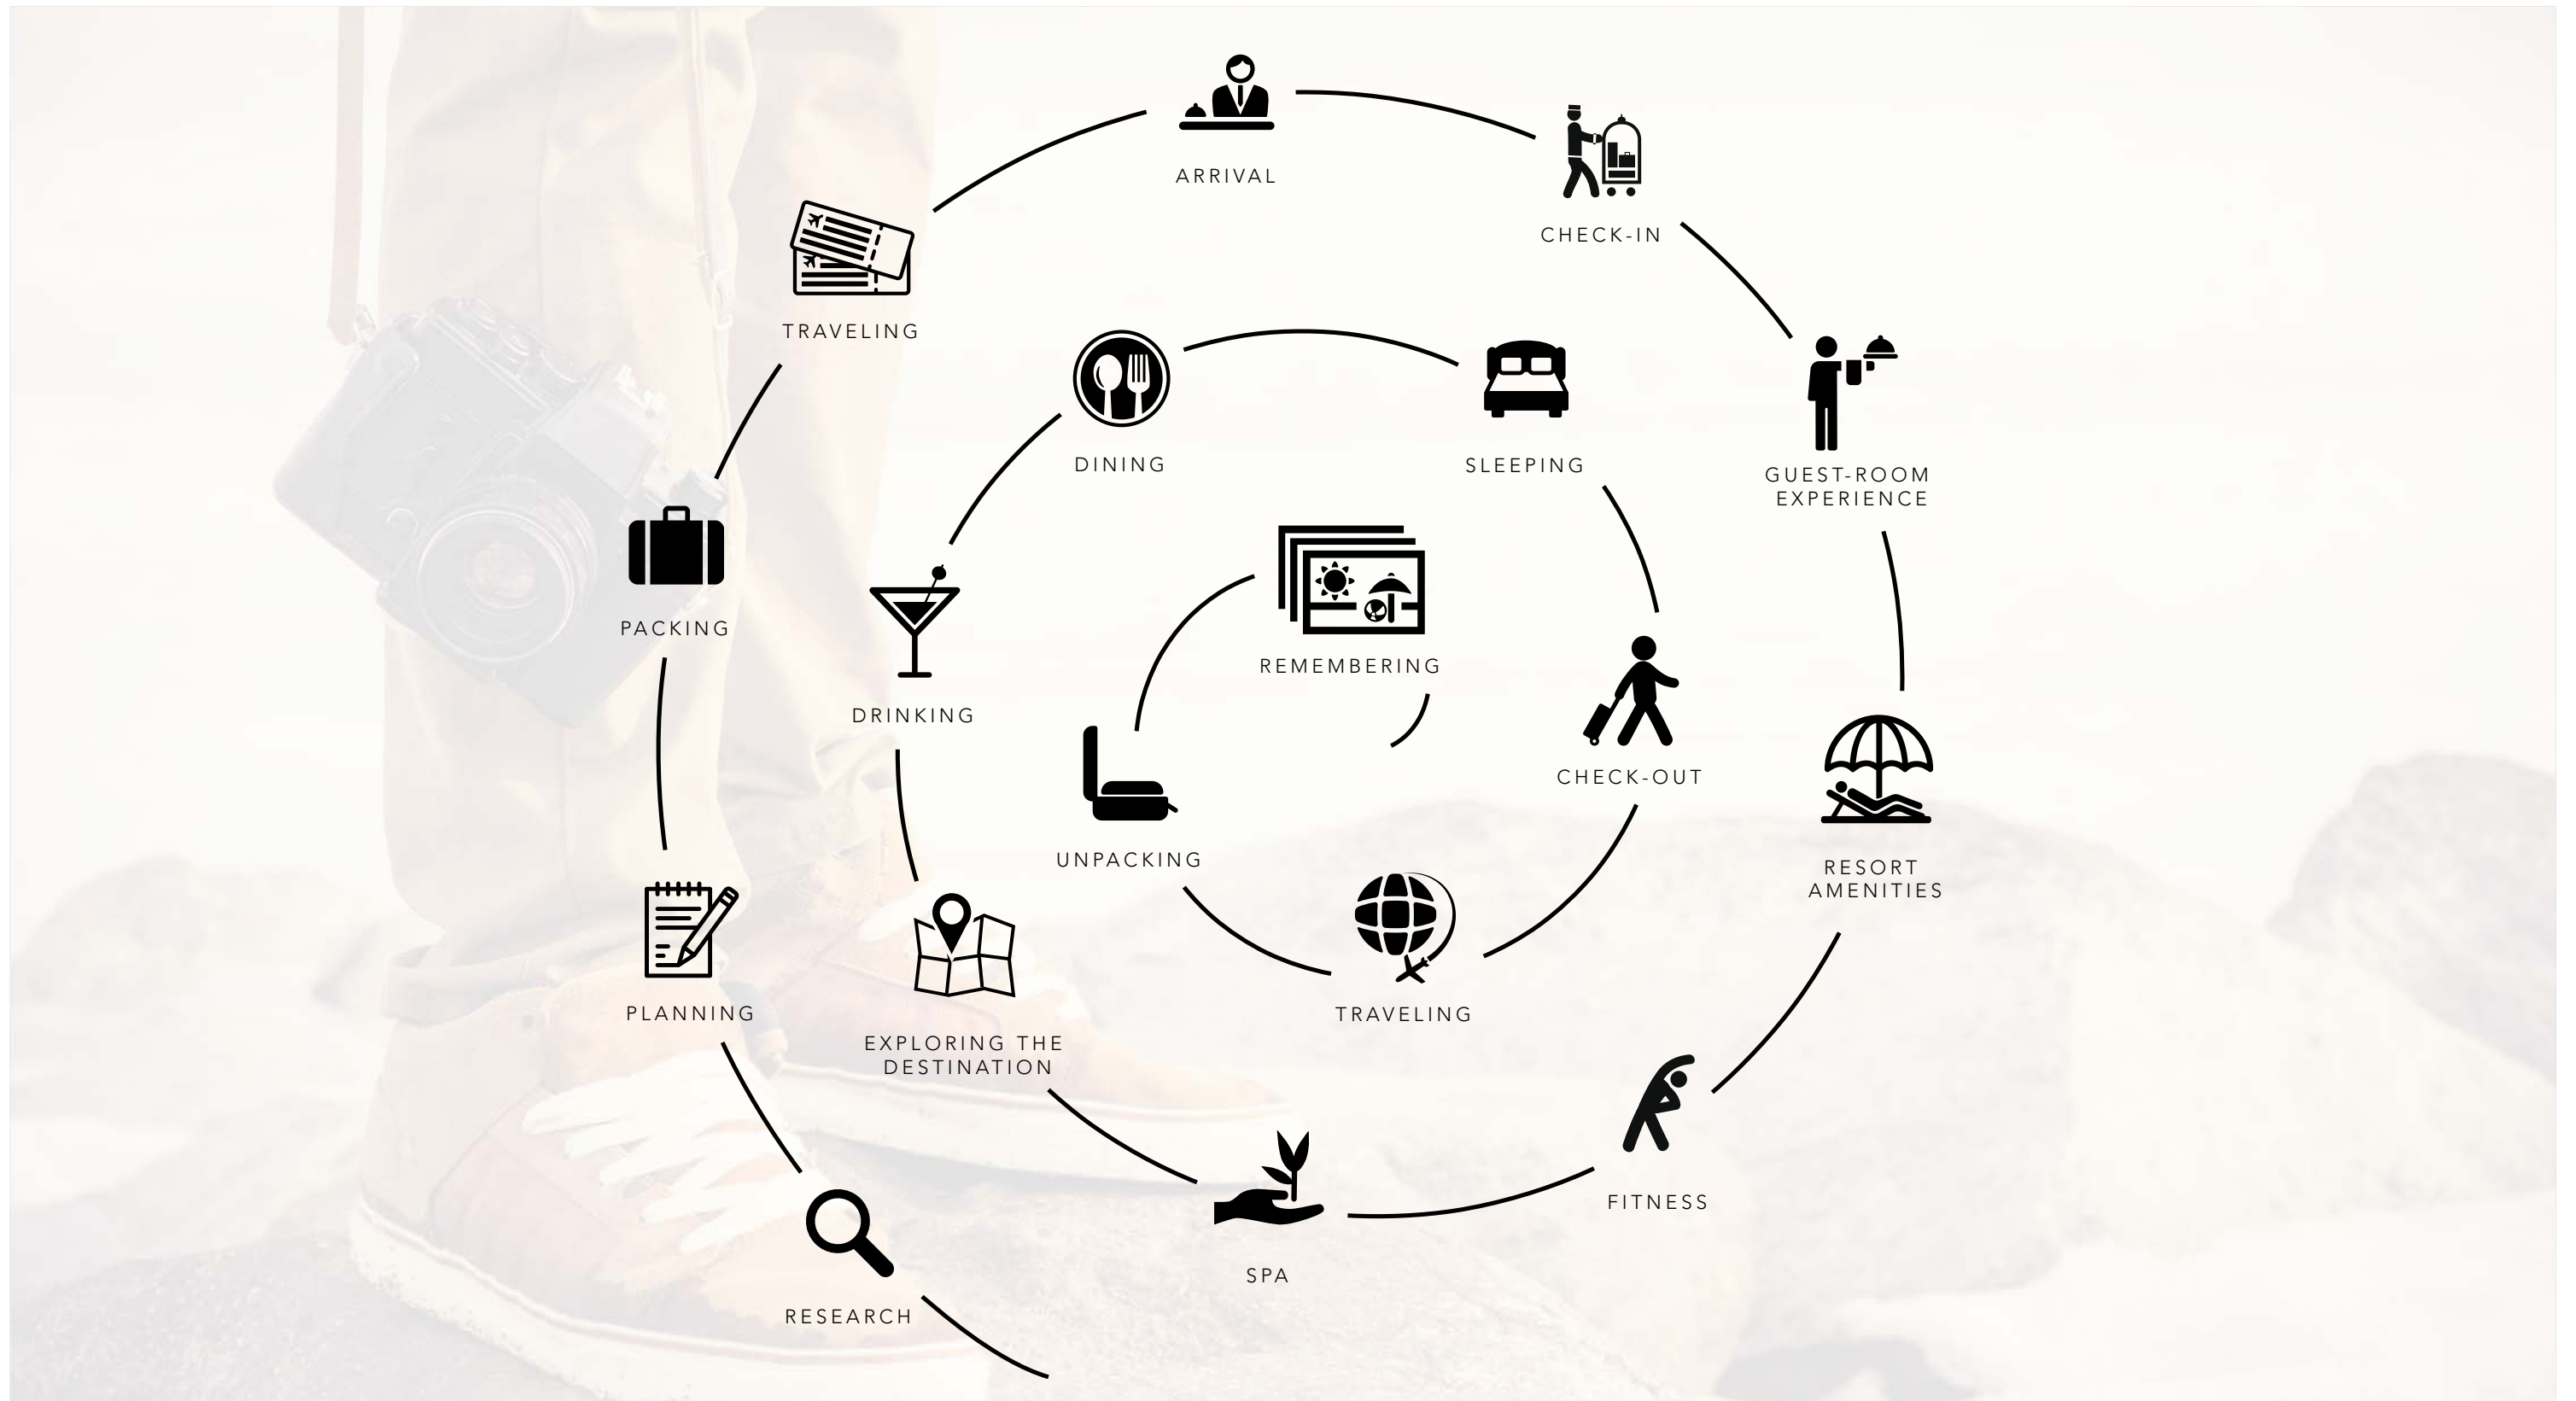 ARRIVAL
CHECK-IN
TRAVELING
DINING
SLEEPING
GUEST-ROOM
EXPERIENCE
PACKING
REMEMBERING
DRINKING
CHECK-OUT
UNPACKING
RESORT
AMENITIES
PLANNING
TRAVELING
EXPLORING THE
DESTINATION
FITNESS
SPA
RESEARCH